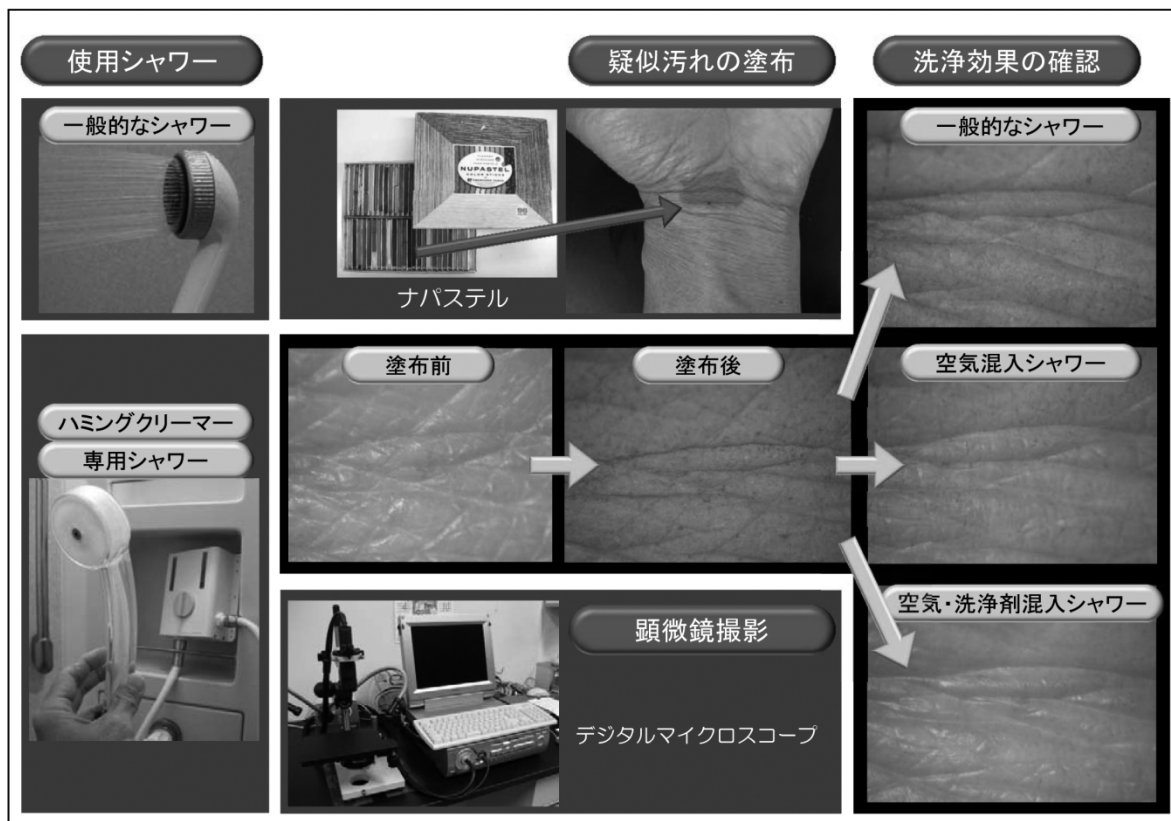 使用シャワー
疑似汚れの塗布
洗浄効果の確認
一般的なシャワー
NUPASTEL
COLOR STICKS
ナパステル
一般的なシャワー
ハミングクリーマー
専用シャワー
塗布前
塗布後
空気混入シャワー
顕微鏡撮影
デジタルマイクロスコープ
空気・洗浄剤混入シャワー